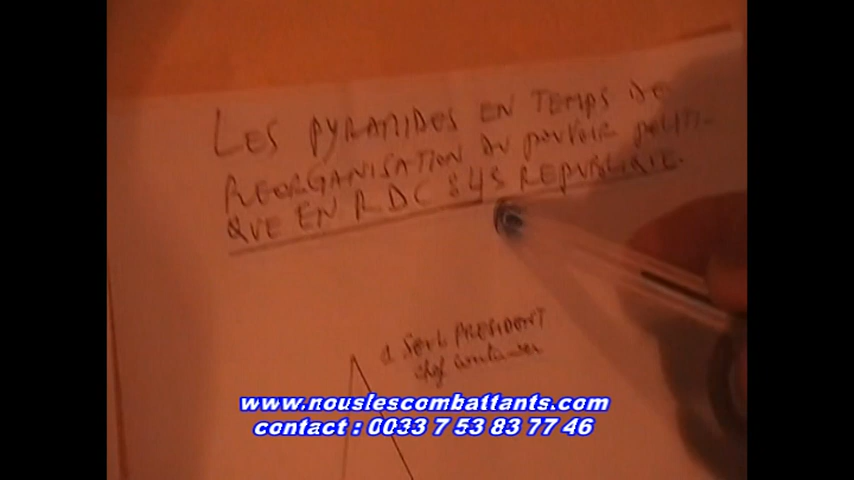 LES PYRAMIDES EN TEMPS DE
REORGANISATION DU POUVOIR POLITI-
QUE EN RDC REPUBLIQUE.
1 SEUL PRESIDENT
chef
www.nouslescombattants.com
contact : 0033 7 53 83 77 46